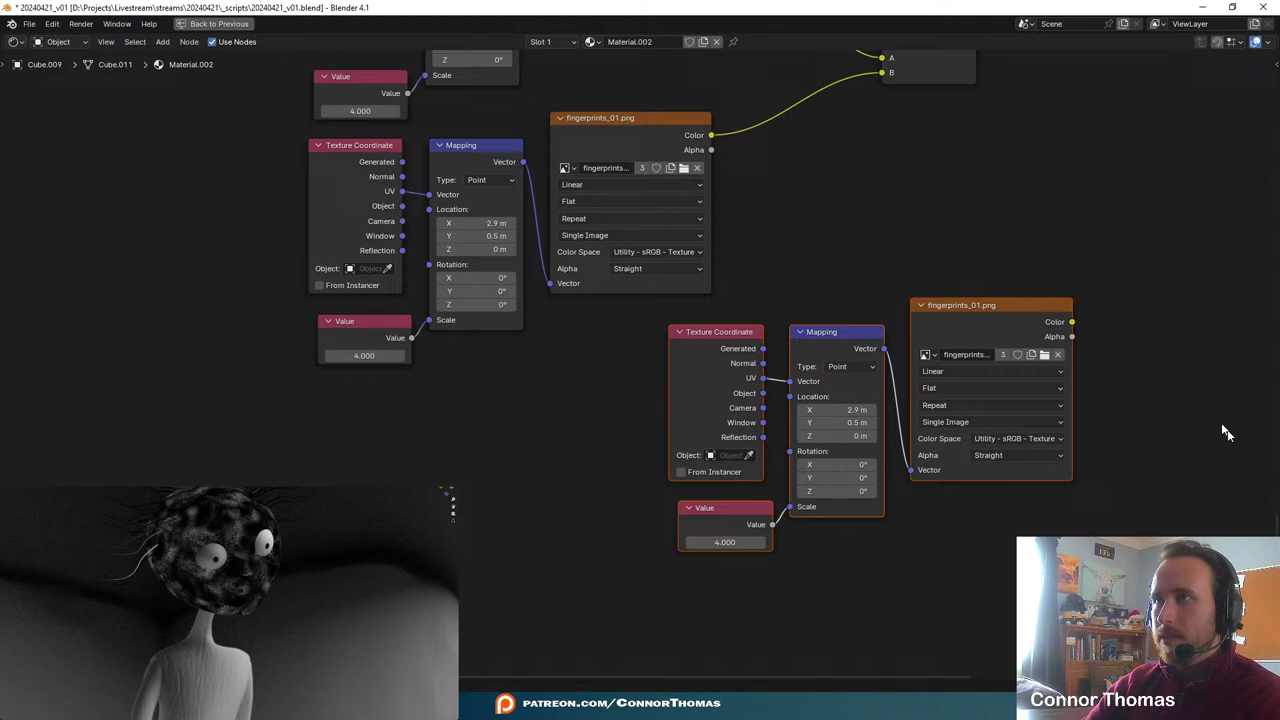 * 20240421_v01 [D:\Projects\Livestream\streams\20240421\_scripts\20240421_v01.blend] - Blender 4.1
File Edit Render Window Help Back to Previous Scene ViewLayer
Object View Select Add Node Use Nodes Slot 1 Material.002
Cube.009 > Cube.011 > Material.002
Z 0°
Scale
Value
Value
4.000
A
B
Texture Coordinate
Generated
Normal
UV
Object
Camera
Window
Reflection
Object: Object
From Instancer
Mapping
Vector
Type: Point
Vector
Location:
X 2.9 m
Y 0.5 m
Z 0 m
Rotation:
X 0°
Y 0°
Z 0°
Scale
fingerprints_01.png
Color
Alpha
fingerprints... 3
Linear
Flat
Repeat
Single Image
Color Space Utility - sRGB - Texture
Alpha Straight
Vector
Value
Value
4.000
Texture Coordinate
Generated
Normal
UV
Object
Camera
Window
Reflection
Object: Object
From Instancer
Mapping
Vector
Type: Point
Vector
Location:
X 2.9 m
Y 0.5 m
Z 0 m
Rotation:
X 0°
Y 0°
Z 0°
Scale
fingerprints_01.png
Color
Alpha
fingerprints... 3
Linear
Flat
Repeat
Single Image
Color Space Utility - sRGB - Texture
Alpha Straight
Vector
Value
Value
4.000
Connor Thomas
patreon.com/ConnorThomas